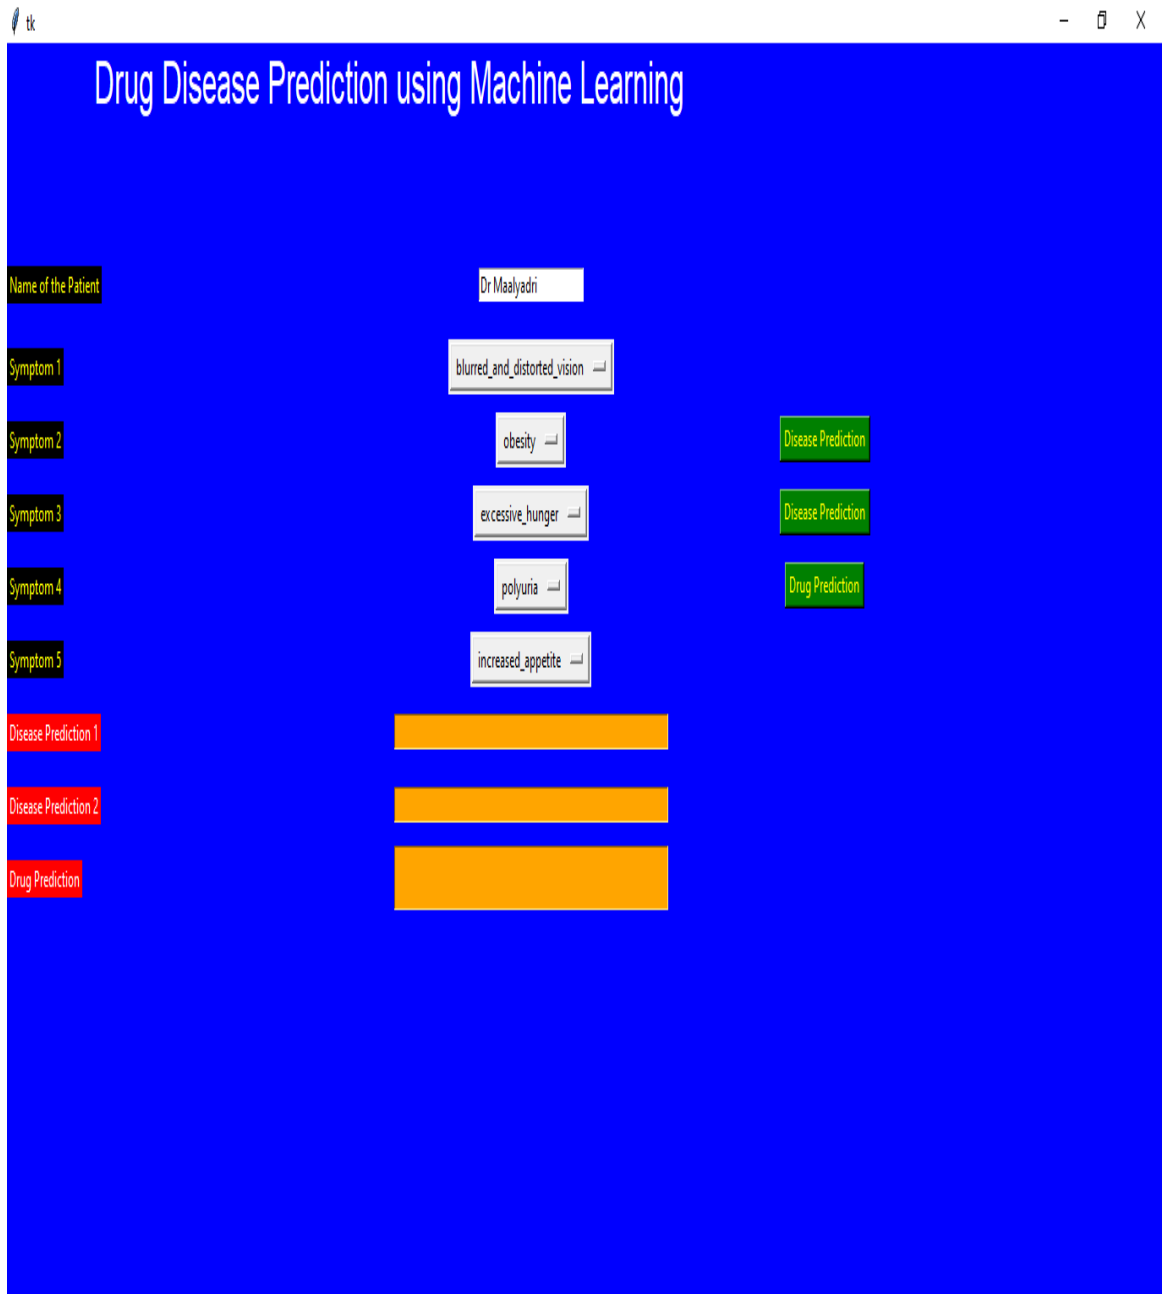 tk
Drug Disease Prediction using Machine Learning
Name of the Patient
Dr Maalyadri
Symptom 1
blurred_and_distorted_vision
Symptom 2
obesity
Disease Prediction
Symptom 3
excessive_hunger
Disease Prediction
Symptom 4
polyuria
Drug Prediction
Symptom 5
increased_appetite
Disease Prediction 1
Disease Prediction 2
Drug Prediction